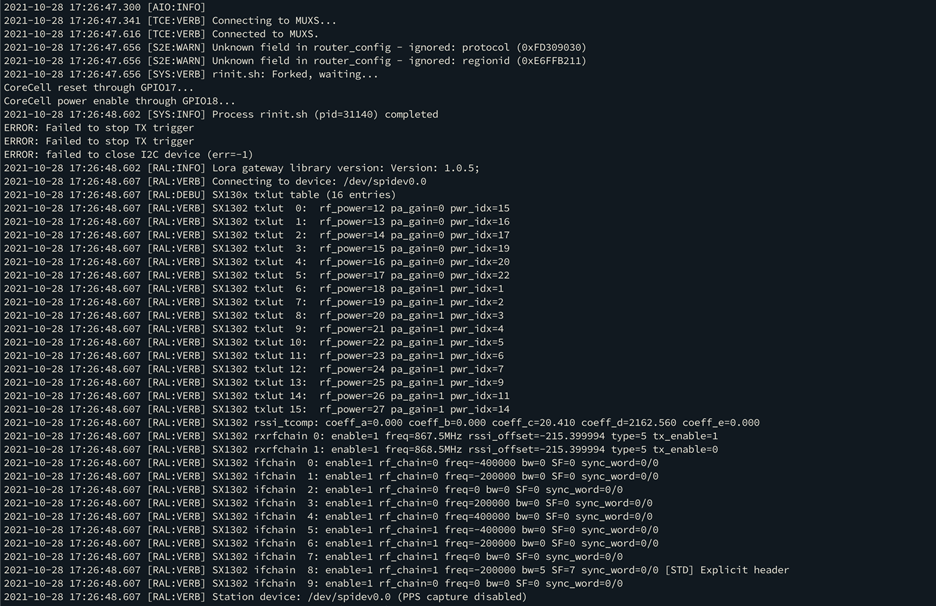 2021-10-28 17:26:47.300 [AIO:INFO]
2021-10-28 17:26:47.341 [TCE:VERB] Connecting to MUXS...
2021-10-28 17:26:47.616 [TCE:VERB] Connected to MUXS.
2021-10-28 17:26:47.656 [S2E:WARN] Unknown field in router_config - ignored: protocol (0xFD309030)
2021-10-28 17:26:47.656 [S2E:WARN] Unknown field in router_config - ignored: regionid (0xE6FFB211)
2021-10-28 17:26:47.656 [SYS:VERB] rinit.sh: Forked, waiting...
CoreCell reset through GPIO17...
CoreCell power enable through GPIO18...
2021-10-28 17:26:48.602 [SYS:INFO] Process rinit.sh (pid=31140) completed
ERROR: Failed to stop TX trigger
ERROR: Failed to stop TX trigger
ERROR: failed to close I2C device (err=-1)
2021-10-28 17:26:48.602 [RAL:INFO] Lora gateway library version: Version: 1.0.5;
2021-10-28 17:26:48.607 [RAL:VERB] Connecting to device: /dev/spidev0.0
2021-10-28 17:26:48.607 [RAL:DEBU] SX130x txlut table (16 entries)
2021-10-28 17:26:48.607 [RAL:VERB] SX1302 txlut  0:  rf_power=12 pa_gain=0 pwr_idx=15
2021-10-28 17:26:48.607 [RAL:VERB] SX1302 txlut  1:  rf_power=13 pa_gain=0 pwr_idx=16
2021-10-28 17:26:48.607 [RAL:VERB] SX1302 txlut  2:  rf_power=14 pa_gain=0 pwr_idx=17
2021-10-28 17:26:48.607 [RAL:VERB] SX1302 txlut  3:  rf_power=15 pa_gain=0 pwr_idx=19
2021-10-28 17:26:48.607 [RAL:VERB] SX1302 txlut  4:  rf_power=16 pa_gain=0 pwr_idx=20
2021-10-28 17:26:48.607 [RAL:VERB] SX1302 txlut  5:  rf_power=17 pa_gain=0 pwr_idx=22
2021-10-28 17:26:48.607 [RAL:VERB] SX1302 txlut  6:  rf_power=18 pa_gain=1 pwr_idx=1
2021-10-28 17:26:48.607 [RAL:VERB] SX1302 txlut  7:  rf_power=19 pa_gain=1 pwr_idx=2
2021-10-28 17:26:48.607 [RAL:VERB] SX1302 txlut  8:  rf_power=20 pa_gain=1 pwr_idx=3
2021-10-28 17:26:48.607 [RAL:VERB] SX1302 txlut  9:  rf_power=21 pa_gain=1 pwr_idx=4
2021-10-28 17:26:48.607 [RAL:VERB] SX1302 txlut 10:  rf_power=22 pa_gain=1 pwr_idx=5
2021-10-28 17:26:48.607 [RAL:VERB] SX1302 txlut 11:  rf_power=23 pa_gain=1 pwr_idx=6
2021-10-28 17:26:48.607 [RAL:VERB] SX1302 txlut 12:  rf_power=24 pa_gain=1 pwr_idx=7
2021-10-28 17:26:48.607 [RAL:VERB] SX1302 txlut 13:  rf_power=25 pa_gain=1 pwr_idx=9
2021-10-28 17:26:48.607 [RAL:VERB] SX1302 txlut 14:  rf_power=26 pa_gain=1 pwr_idx=11
2021-10-28 17:26:48.607 [RAL:VERB] SX1302 txlut 15:  rf_power=27 pa_gain=1 pwr_idx=14
2021-10-28 17:26:48.607 [RAL:VERB] SX1302 rssi_tcomp: coeff_a=0.000 coeff_b=0.000 coeff_c=20.410 coeff_d=2162.560 coeff_e=0.000
2021-10-28 17:26:48.607 [RAL:VERB] SX1302 rxrfchain 0: enable=1 freq=867.5MHz rssi_offset=-215.399994 type=5 tx_enable=1
2021-10-28 17:26:48.607 [RAL:VERB] SX1302 rxrfchain 1: enable=1 freq=868.5MHz rssi_offset=-215.399994 type=5 tx_enable=0
2021-10-28 17:26:48.607 [RAL:VERB] SX1302 ifchain  0: enable=1 rf_chain=0 freq=-400000 bw=0 SF=0 sync_word=0/0
2021-10-28 17:26:48.607 [RAL:VERB] SX1302 ifchain  1: enable=1 rf_chain=0 freq=-200000 bw=0 SF=0 sync_word=0/0
2021-10-28 17:26:48.607 [RAL:VERB] SX1302 ifchain  2: enable=1 rf_chain=0 freq=0 bw=0 SF=0 sync_word=0/0
2021-10-28 17:26:48.607 [RAL:VERB] SX1302 ifchain  3: enable=1 rf_chain=0 freq=200000 bw=0 SF=0 sync_word=0/0
2021-10-28 17:26:48.607 [RAL:VERB] SX1302 ifchain  4: enable=1 rf_chain=0 freq=400000 bw=0 SF=0 sync_word=0/0
2021-10-28 17:26:48.607 [RAL:VERB] SX1302 ifchain  5: enable=1 rf_chain=1 freq=-400000 bw=0 SF=0 sync_word=0/0
2021-10-28 17:26:48.607 [RAL:VERB] SX1302 ifchain  6: enable=1 rf_chain=1 freq=-200000 bw=0 SF=0 sync_word=0/0
2021-10-28 17:26:48.607 [RAL:VERB] SX1302 ifchain  7: enable=1 rf_chain=1 freq=0 bw=0 SF=0 sync_word=0/0
2021-10-28 17:26:48.607 [RAL:VERB] SX1302 ifchain  8: enable=1 rf_chain=1 freq=-200000 bw=5 SF=7 sync_word=0/0 [STD] Explicit header
2021-10-28 17:26:48.607 [RAL:VERB] SX1302 ifchain  9: enable=1 rf_chain=0 freq=0 bw=0 SF=0 sync_word=0/0
2021-10-28 17:26:48.607 [RAL:VERB] Station device: /dev/spidev0.0 (PPS capture disabled)